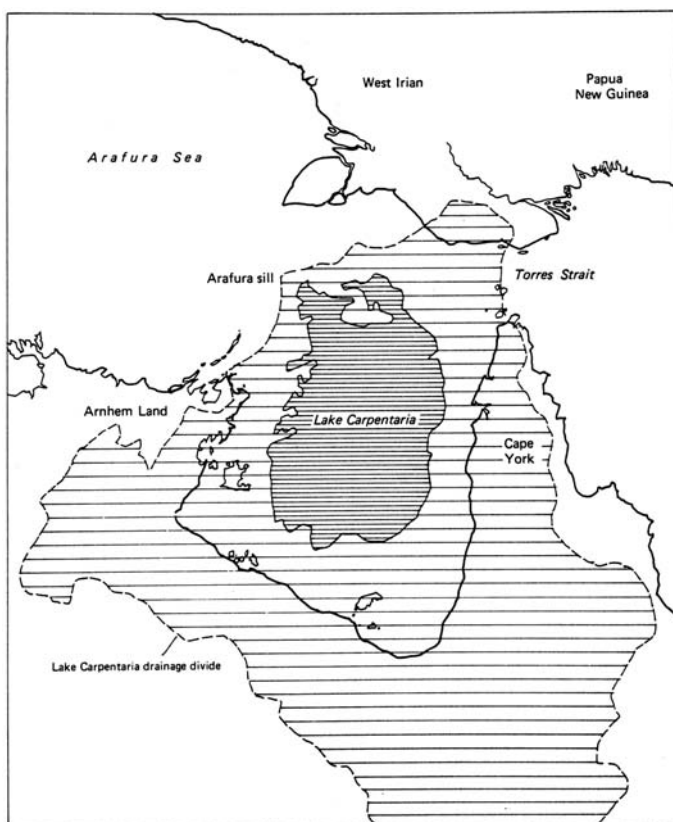 West Irian
Papua
New Guinea
Arafura Sea
Arafura sill
Torres Strait
Arnhem Land
Lake Carpentaria
Cape
York
Lake Carpentaria drainage divide